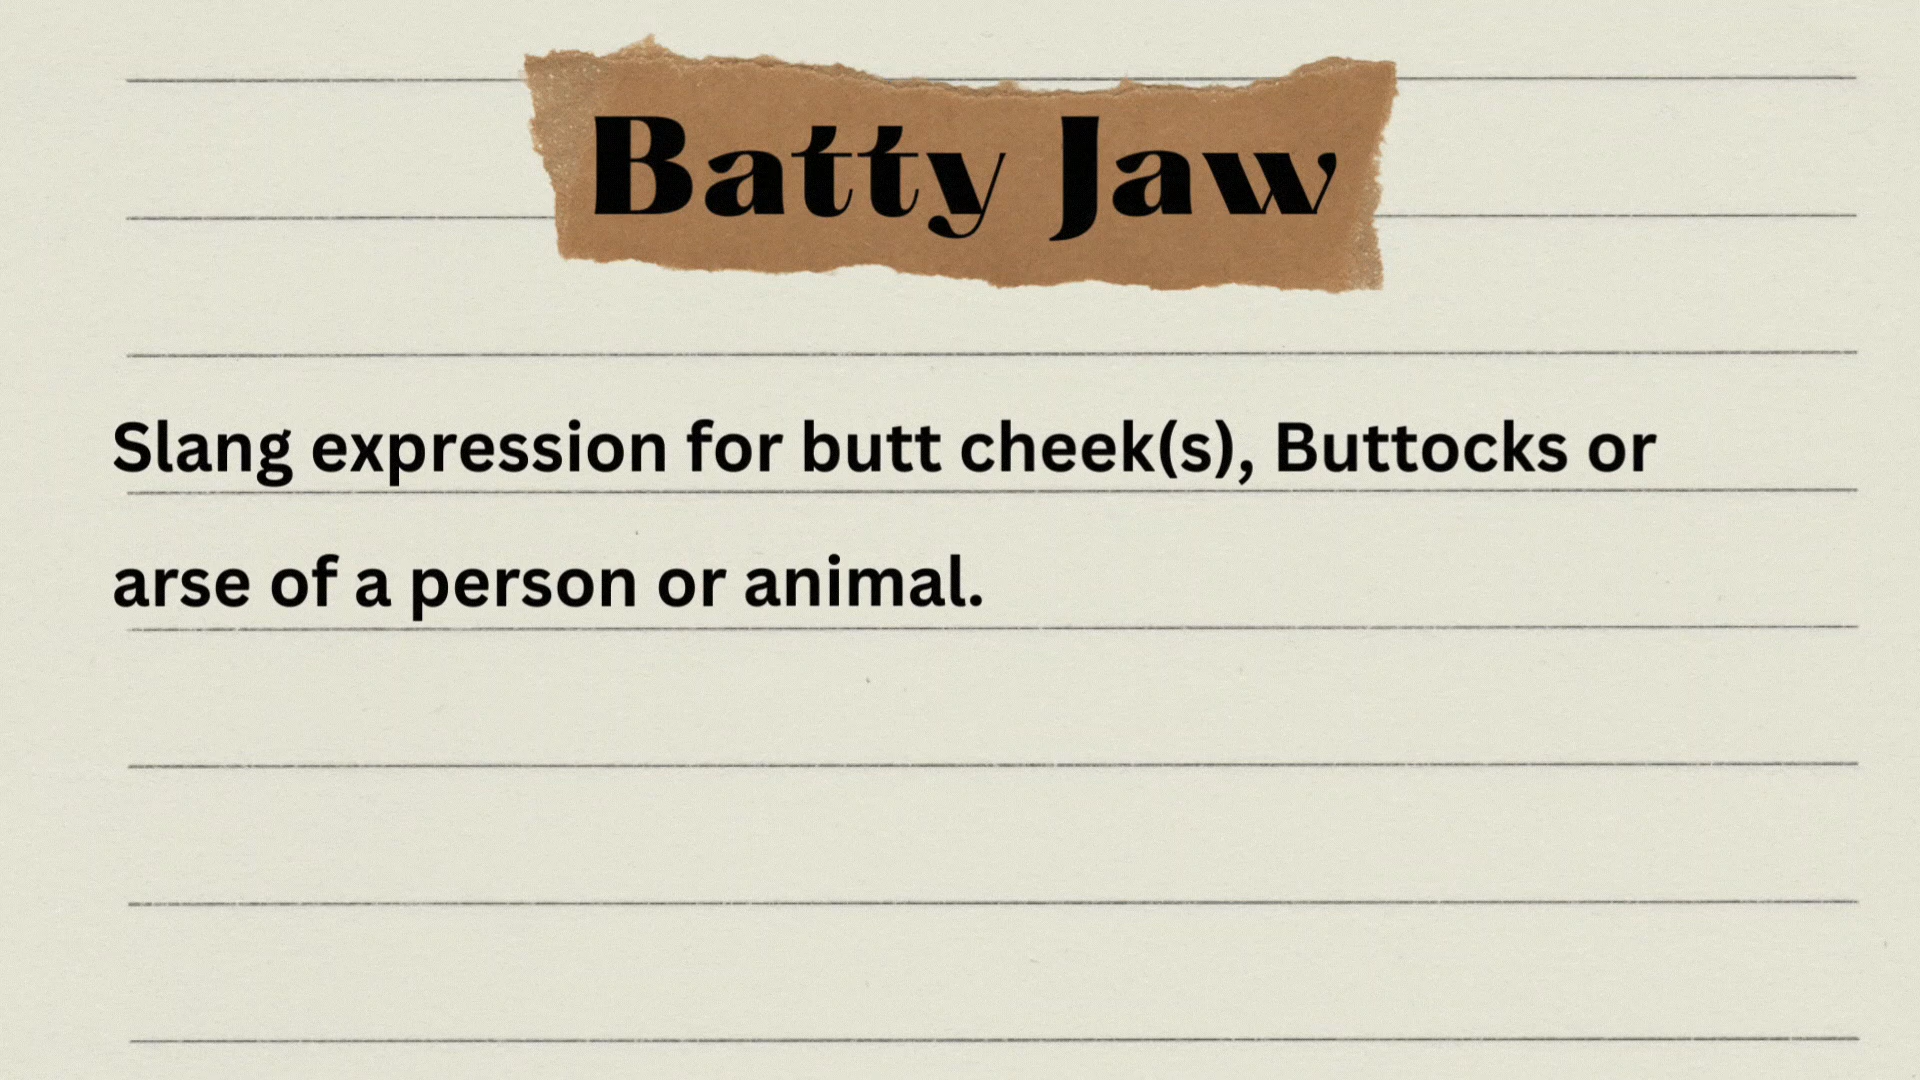 Batty Jaw
Slang expression for butt cheek(s), Buttocks or
arse of a person or animal.